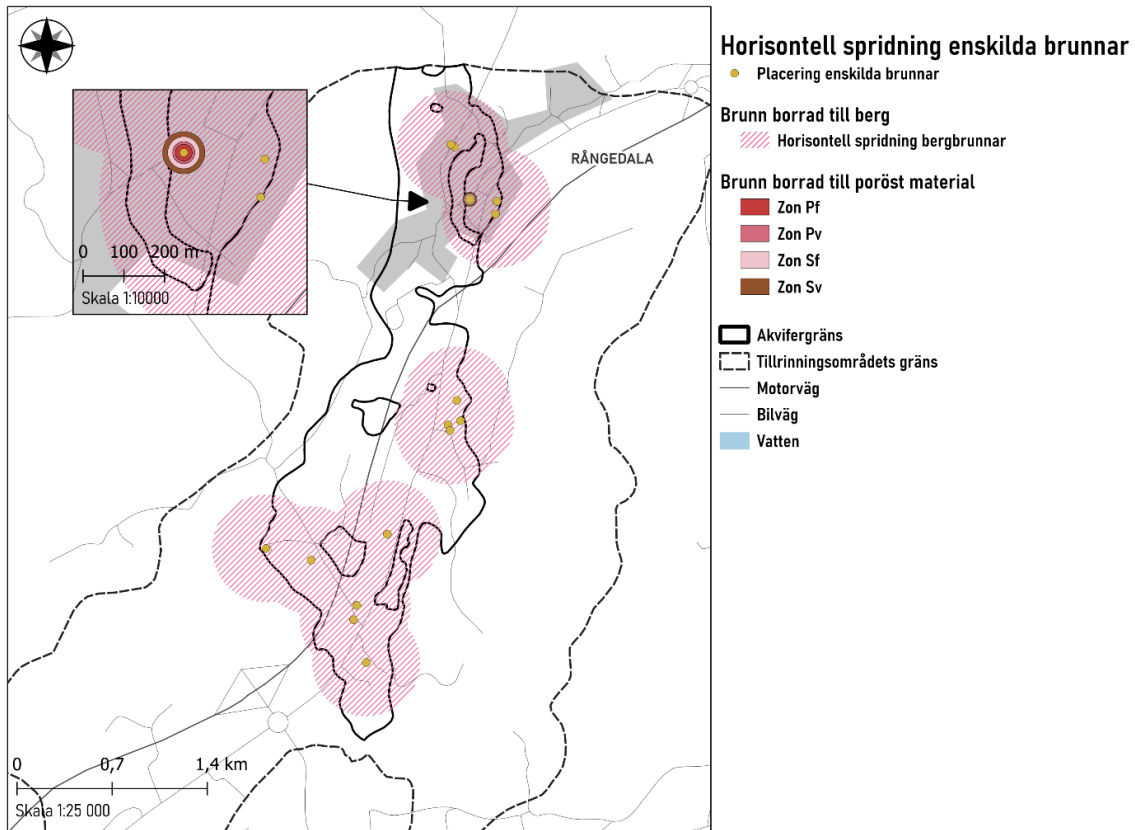 Horisontell spridning enskilda brunnar
Placering enskilda brunnar
Brunn borrad till berg
Horisontell spridning bergbrunnar
Brunn borrad till poröst material
Zon Pf
Zon Pv
Zon Sf
Zon Sv
Akvifergräns
Tillrinningsområdets gräns
Motorväg
Bilväg
Vatten
RÅNGEDALA
0 100 200 m
Skala 1:10000
0 0,7 1,4 km
Skala 1:25 000